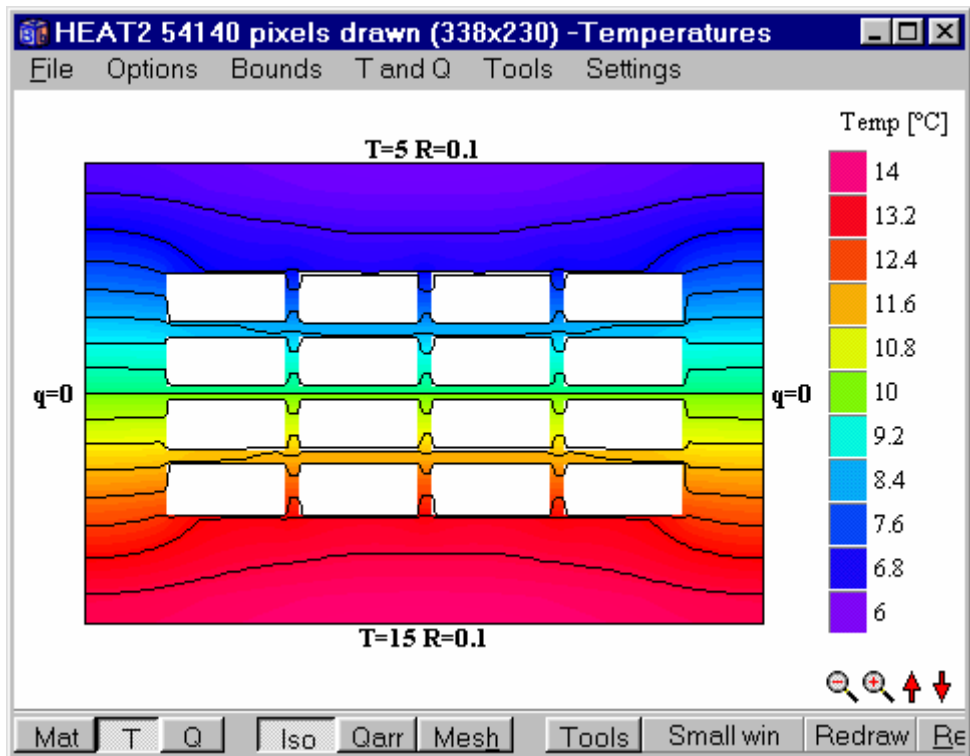 HEAT2 54140 pixels drawn (338x230) -Temperatures
File Options Bounds T and Q Tools Settings
Temp [°C]
T=5 R=0.1
14
13.2
12.4
11.6
10.8
q=0 q=0
10
9.2
8.4
7.6
6.8
6
T=15 R=0.1
Mat T Q Iso Qarr Mesh Tools Small win Redraw Re